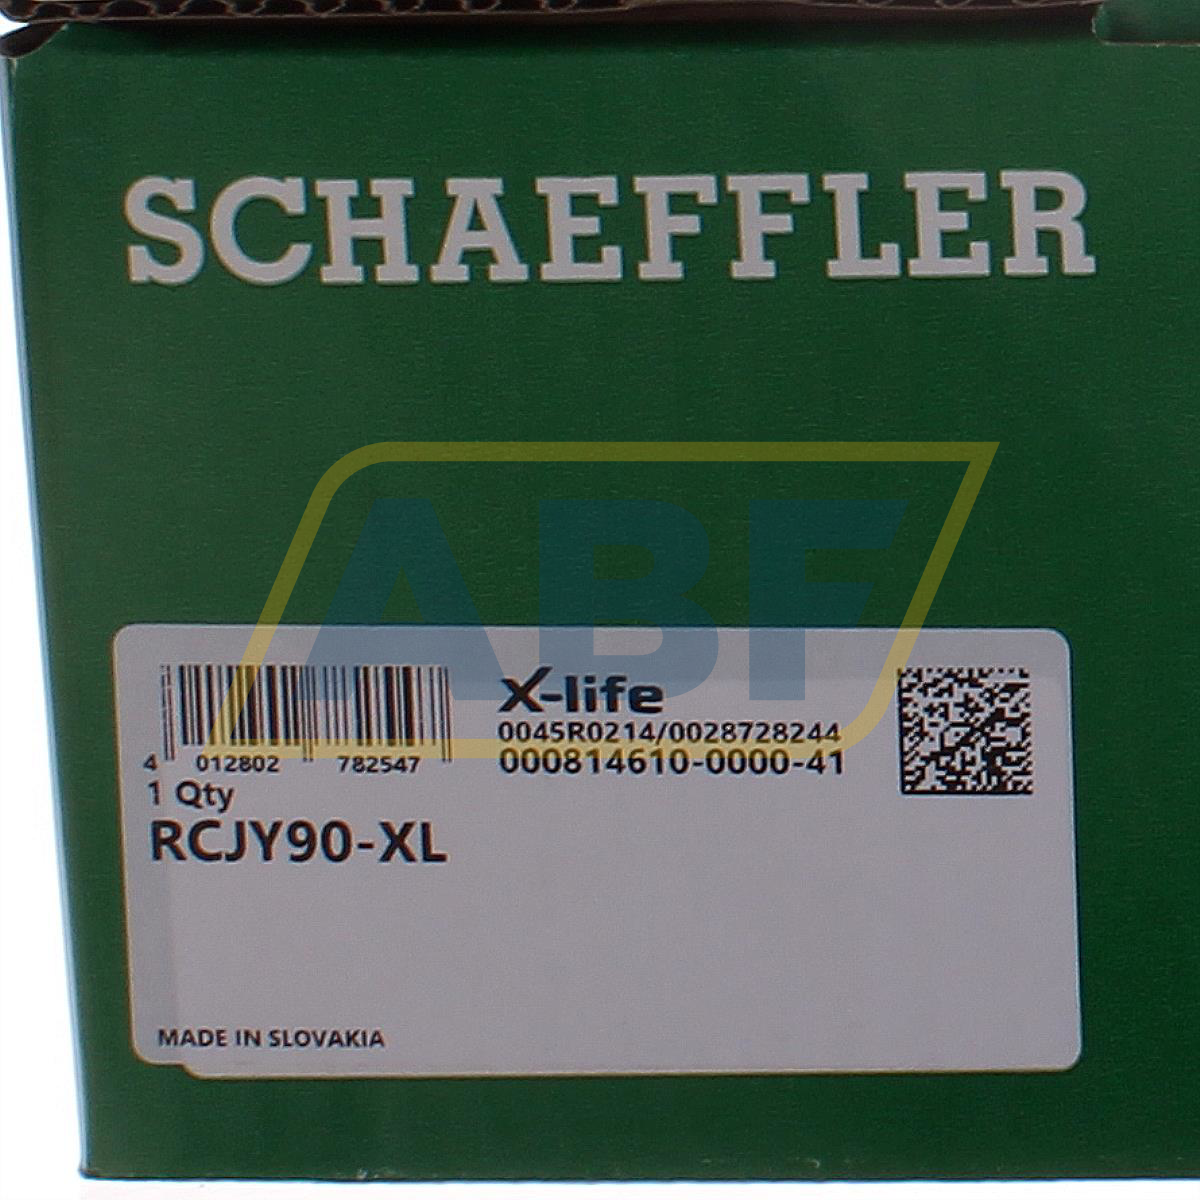 SCHAEFFLER
ABF
X-life
0045R0214/0028728244
000814610-0000-41
4 012802 782547
1 Qty
RCJY90-XL
MADE IN SLOVAKIA